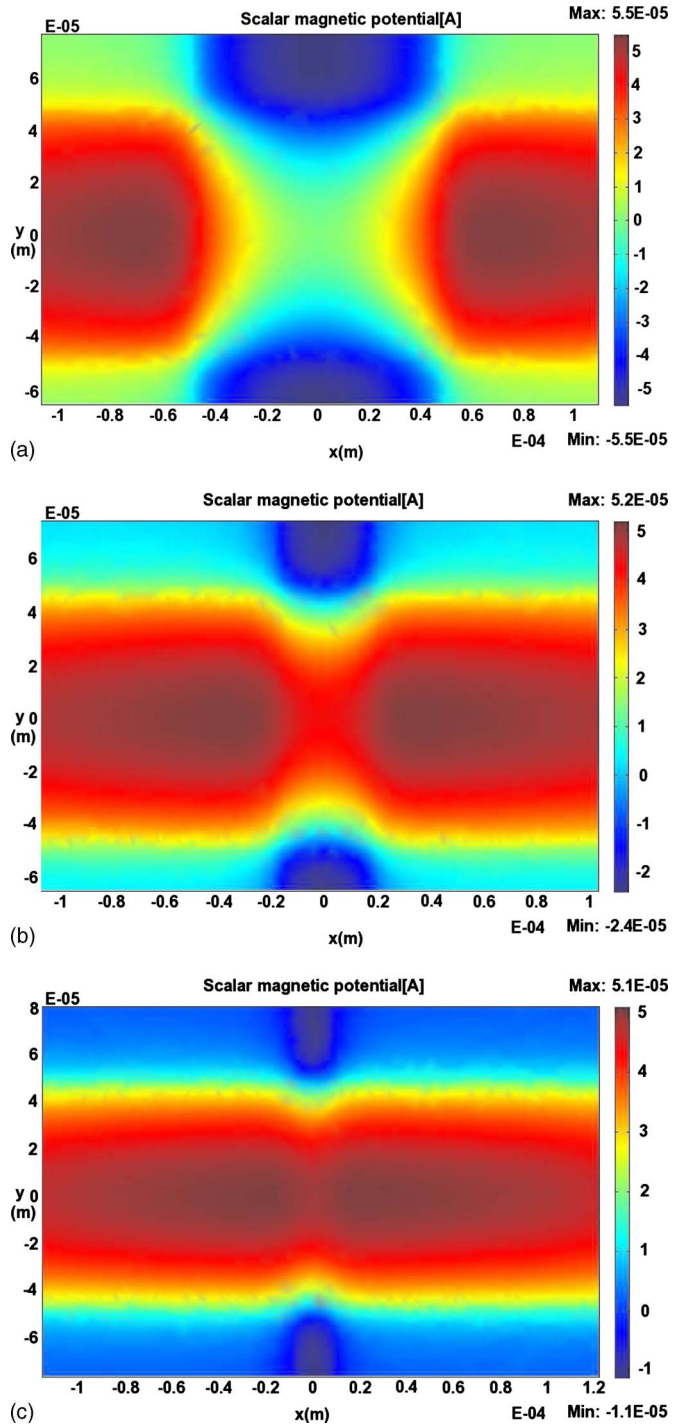 Scalar magnetic potential[A] Max: 5.5E-05
E-05
6
4
2
y 0
(m)
-2
-4
-6
5
4
3
2
1
0
-1
-2
-3
-4
-5
-1 -0.8 -0.6 -0.4 -0.2 0 0.2 0.4 0.6 0.8 1
(a) x(m) E-04 Min: -5.5E-05
Scalar magnetic potential[A] Max: 5.2E-05
E-05
6
4
2
y 0
(m)
-2
-4
-6
5
4
3
2
1
0
-1
-2
-1 -0.8 -0.6 -0.4 -0.2 0 0.2 0.4 0.6 0.8 1
(b) x(m) E-04 Min: -2.4E-05
Scalar magnetic potential[A] Max: 5.1E-05
E-05
8
6
4
2
y 0
(m)
-2
-4
-6
5
4
3
2
1
0
-1
-1 -0.8 -0.6 -0.4 -0.2 0 0.2 0.4 0.6 0.8 1 1.2
(c) x(m) E-04 Min: -1.1E-05